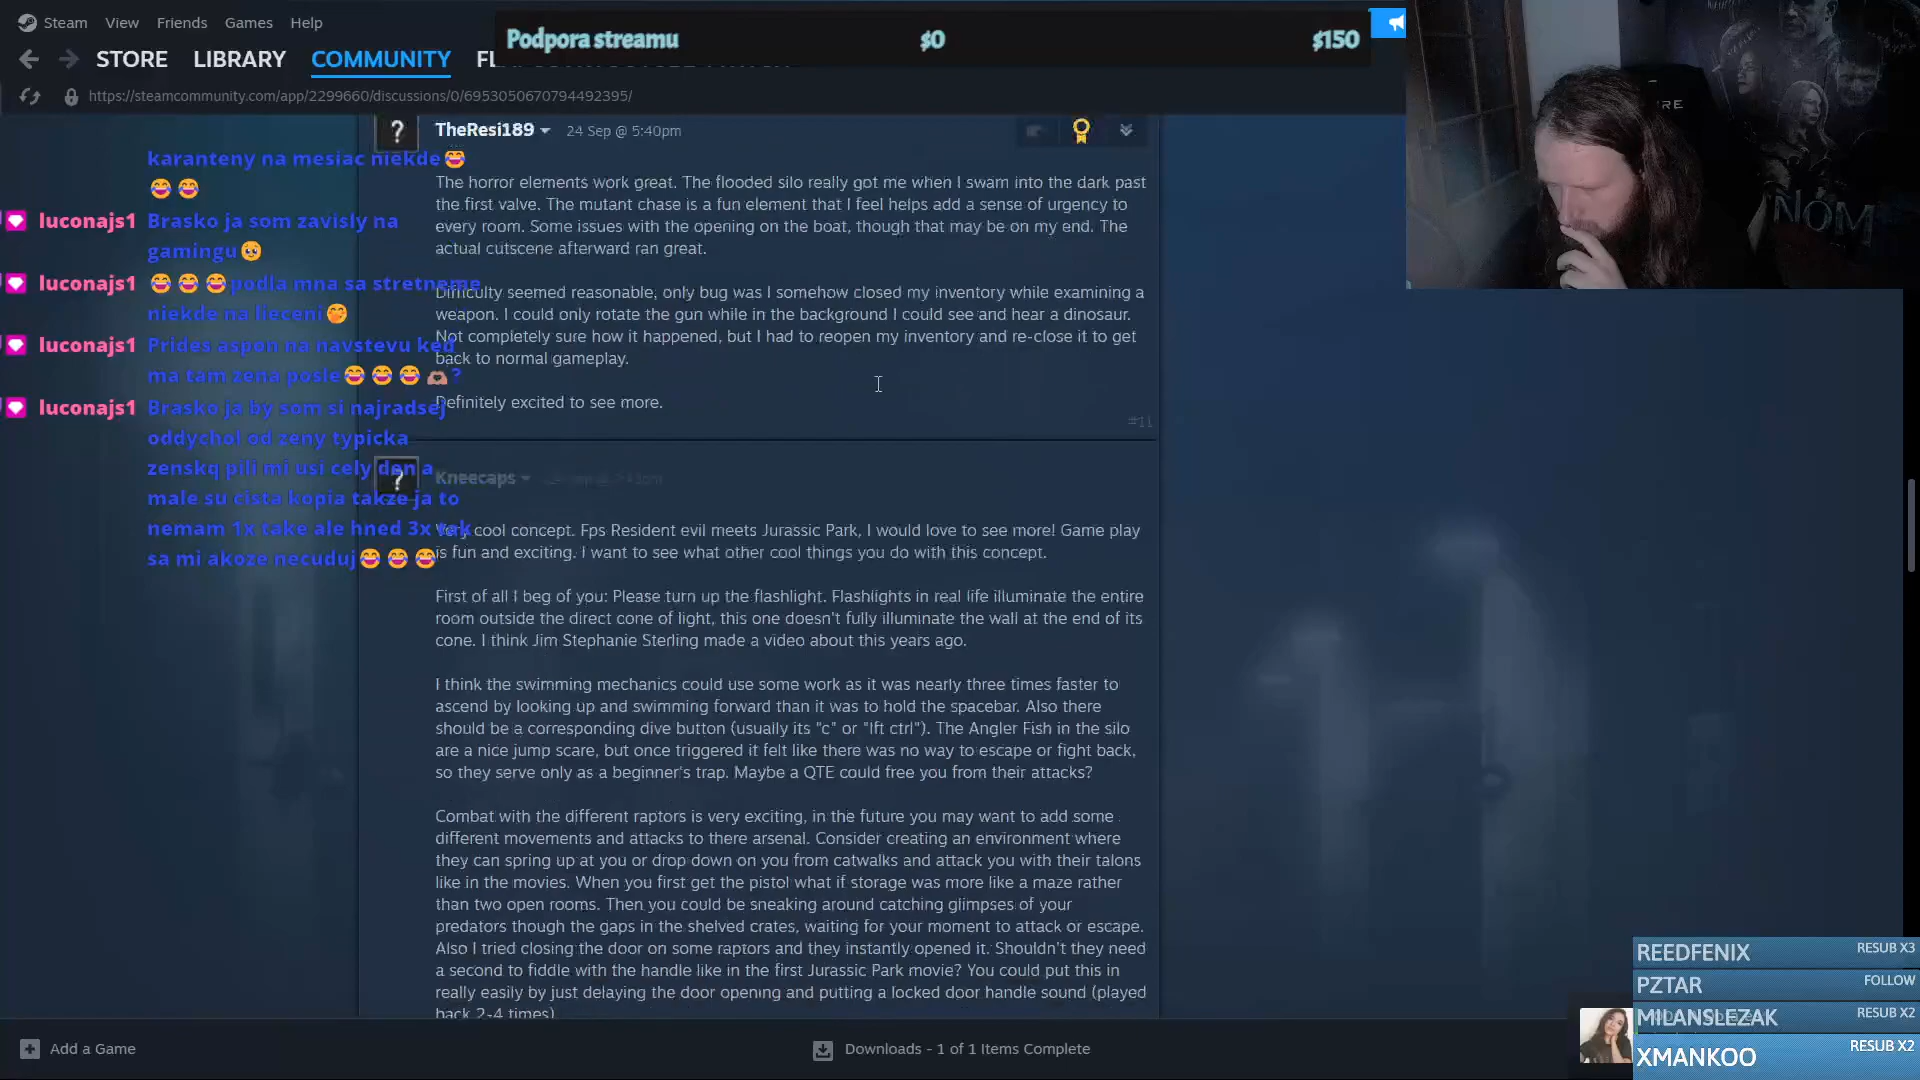 Steam View Friends Games Help
Podpora streamu $0 $150
STORE LIBRARY COMMUNITY
https://steamcommunity.com/app/2299660/discussions/0/6953050670794492395/
TheResi189 24 Sep @ 5:40pm
The horror elements work great. The flooded silo really got me when I swam into the dark past
the first valve. The mutant chase is a fun element that I feel helps add a sense of urgency to
every room. Some issues with the opening on the boat, though that may be on my end. The
actual cutscene afterward ran great.
Difficulty seemed reasonable, only bug was I somehow closed my inventory while examining a
weapon. I could only rotate the gun while in the background I could see and hear a dinosaur.
Not completely sure how it happened, but I had to reopen my inventory and re-close it to get
back to normal gameplay.
Definitely excited to see more.
#11
Kneecaps
Very cool concept. Fps Resident evil meets Jurassic Park, I would love to see more! Game play
is fun and exciting. I want to see what other cool things you do with this concept.
First of all I beg of you: Please turn up the flashlight. Flashlights in real life illuminate the entire
room outside the direct cone of light, this one doesn't fully illuminate the wall at the end of its
cone. I think Jim Stephanie Sterling made a video about this years ago.
I think the swimming mechanics could use some work as it was nearly three times faster to
ascend by looking up and swimming forward than it was to hold the spacebar. Also there
should be a corresponding dive button (usually its "c" or "lft ctrl"). The Angler Fish in the silo
are a nice jump scare, but once triggered it felt like there was no way to escape or fight back,
so they serve only as a beginner's trap. Maybe a QTE could free you from their attacks?
Combat with the different raptors is very exciting, in the future you may want to add some
different movements and attacks to there arsenal. Consider creating an environment where
they can spring up at you or drop down on you from catwalks and attack you with their talons
like in the movies. When you first get the pistol what if storage was more like a maze rather
than two open rooms. Then you could be sneaking around catching glimpses of your
predators though the gaps in the shelved crates, waiting for your moment to attack or escape.
Also I tried closing the door on some raptors and they instantly opened it. Shouldn't they need
a second to fiddle with the handle like in the first Jurassic Park movie? You could put this in
really easily by just delaying the door opening and putting a locked door handle sound (played
back 2-4 times)
karanteny na mesiac niekde😂
😂😂
luconajs1 Brasko ja som zavisly na
gamingu🥺
luconajs1 😂😂😂podla mna sa stretneme
niekde na lieceni🤭
luconajs1 Prides aspon na navstevu ked
ma tam zena posle😂😂😂🫶?
luconajs1 Brasko ja by som si najradsej
oddychol od zeny typicka
zenskq pili mi usi cely den a
male su cista kopia takze ja to
nemam 1x take ale hned 3x tak
sa mi akoze necuduj😂😂😂
NOM
REEDFENIX RESUB X3
PZTAR FOLLOW
MILANSLEZAK RESUB X2
XMANKOO RESUB X2
Add a Game
Downloads - 1 of 1 Items Complete